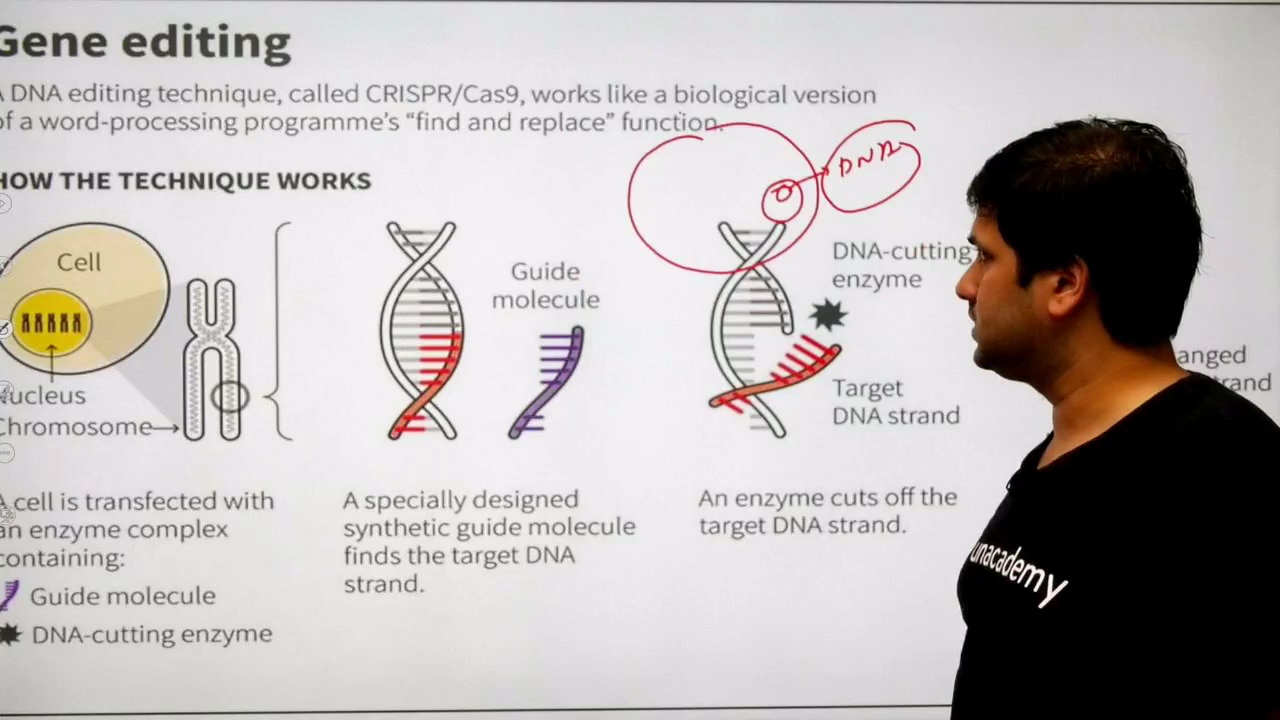 Gene editing
A DNA editing technique, called CRISPR/Cas9, works like a biological version
of a word-processing programme's “find and replace” function.
HOW THE TECHNIQUE WORKS
DNA
Cell
Nucleus
Chromosome
Guide
molecule
DNA-cutting
enzyme
Target
DNA strand
anged
rand
A cell is transfected with
an enzyme complex
containing:
Guide molecule
DNA-cutting enzyme
A specially designed
synthetic guide molecule
finds the target DNA
strand.
An enzyme cuts off the
target DNA strand.
unacademy